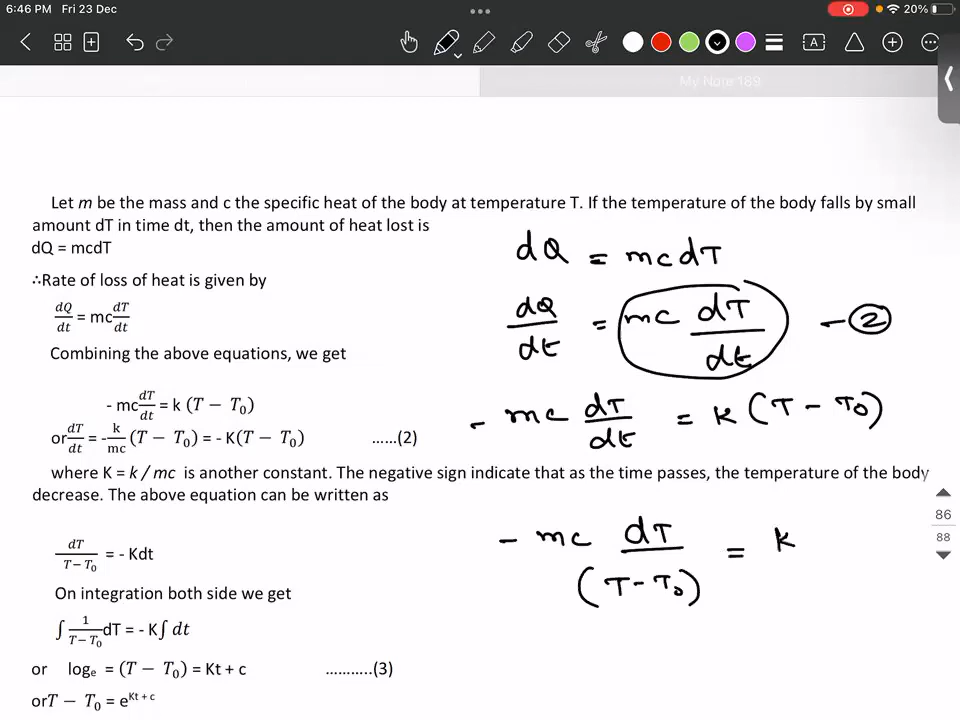 6:46 PM Fri 23 Dec
20%
A
My Note 189
Let m be the mass and c the specific heat of the body at temperature T. If the temperature of the body falls by small
amount dT in time dt, then the amount of heat lost is
dQ = mcdT
∴Rate of loss of heat is given by
dQ/dt = mc dT/dt
Combining the above equations, we get
- mc dT/dt = k (T − T₀)
or dT/dt = - k/mc (T − T₀) = - K(T − T₀) ……(2)
where K = k / mc is another constant. The negative sign indicate that as the time passes, the temperature of the body
decrease. The above equation can be written as
dT/(T − T₀) = - Kdt
On integration both side we get
∫ 1/(T − T₀) dT = - K∫ dt
or logₑ = (T − T₀) = Kt + c ………..(3)
orT − T₀ = e^(Kt + c)
dQ = mcdT
dQ/dt = mc dT/dt - ②
- mc dT/dt = k (T - T₀)
- mc dT/(T - T₀) = k
86
88